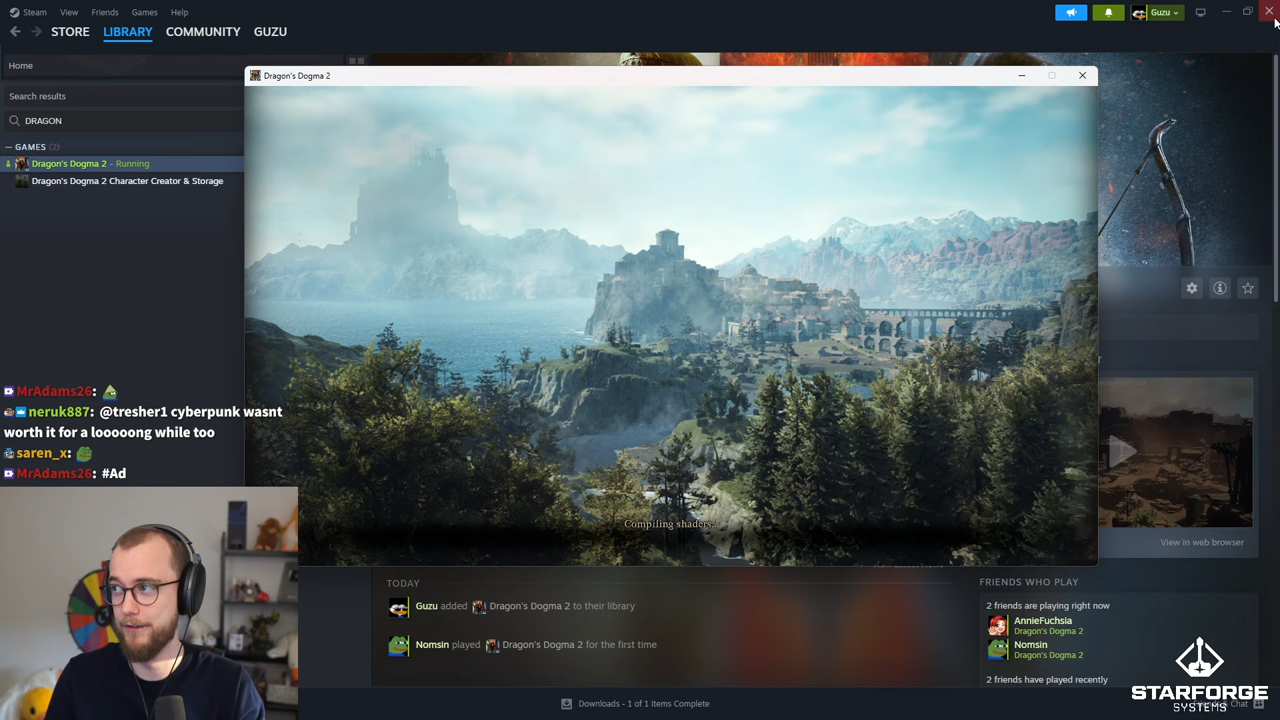 Steam View Friends Games Help
Guzu
STORE LIBRARY COMMUNITY GUZU
Home
Search results
DRAGON
GAMES (2)
Dragon's Dogma 2 - Running
Dragon's Dogma 2 Character Creator & Storage
Dragon's Dogma 2
Compiling shaders...
MrAdams26:
neruk887: @tresher1 cyberpunk wasnt
worth it for a looooong while too
saren_x:
MrAdams26: #Ad
View in web browser
TODAY
Guzu added Dragon's Dogma 2 to their library
Nomsin played Dragon's Dogma 2 for the first time
FRIENDS WHO PLAY
2 friends are playing right now
AnnieFuchsia
Dragon's Dogma 2
Nomsin
Dragon's Dogma 2
2 friends have played recently
STARFORGE
SYSTEMS
Downloads - 1 of 1 Items Complete
Chat